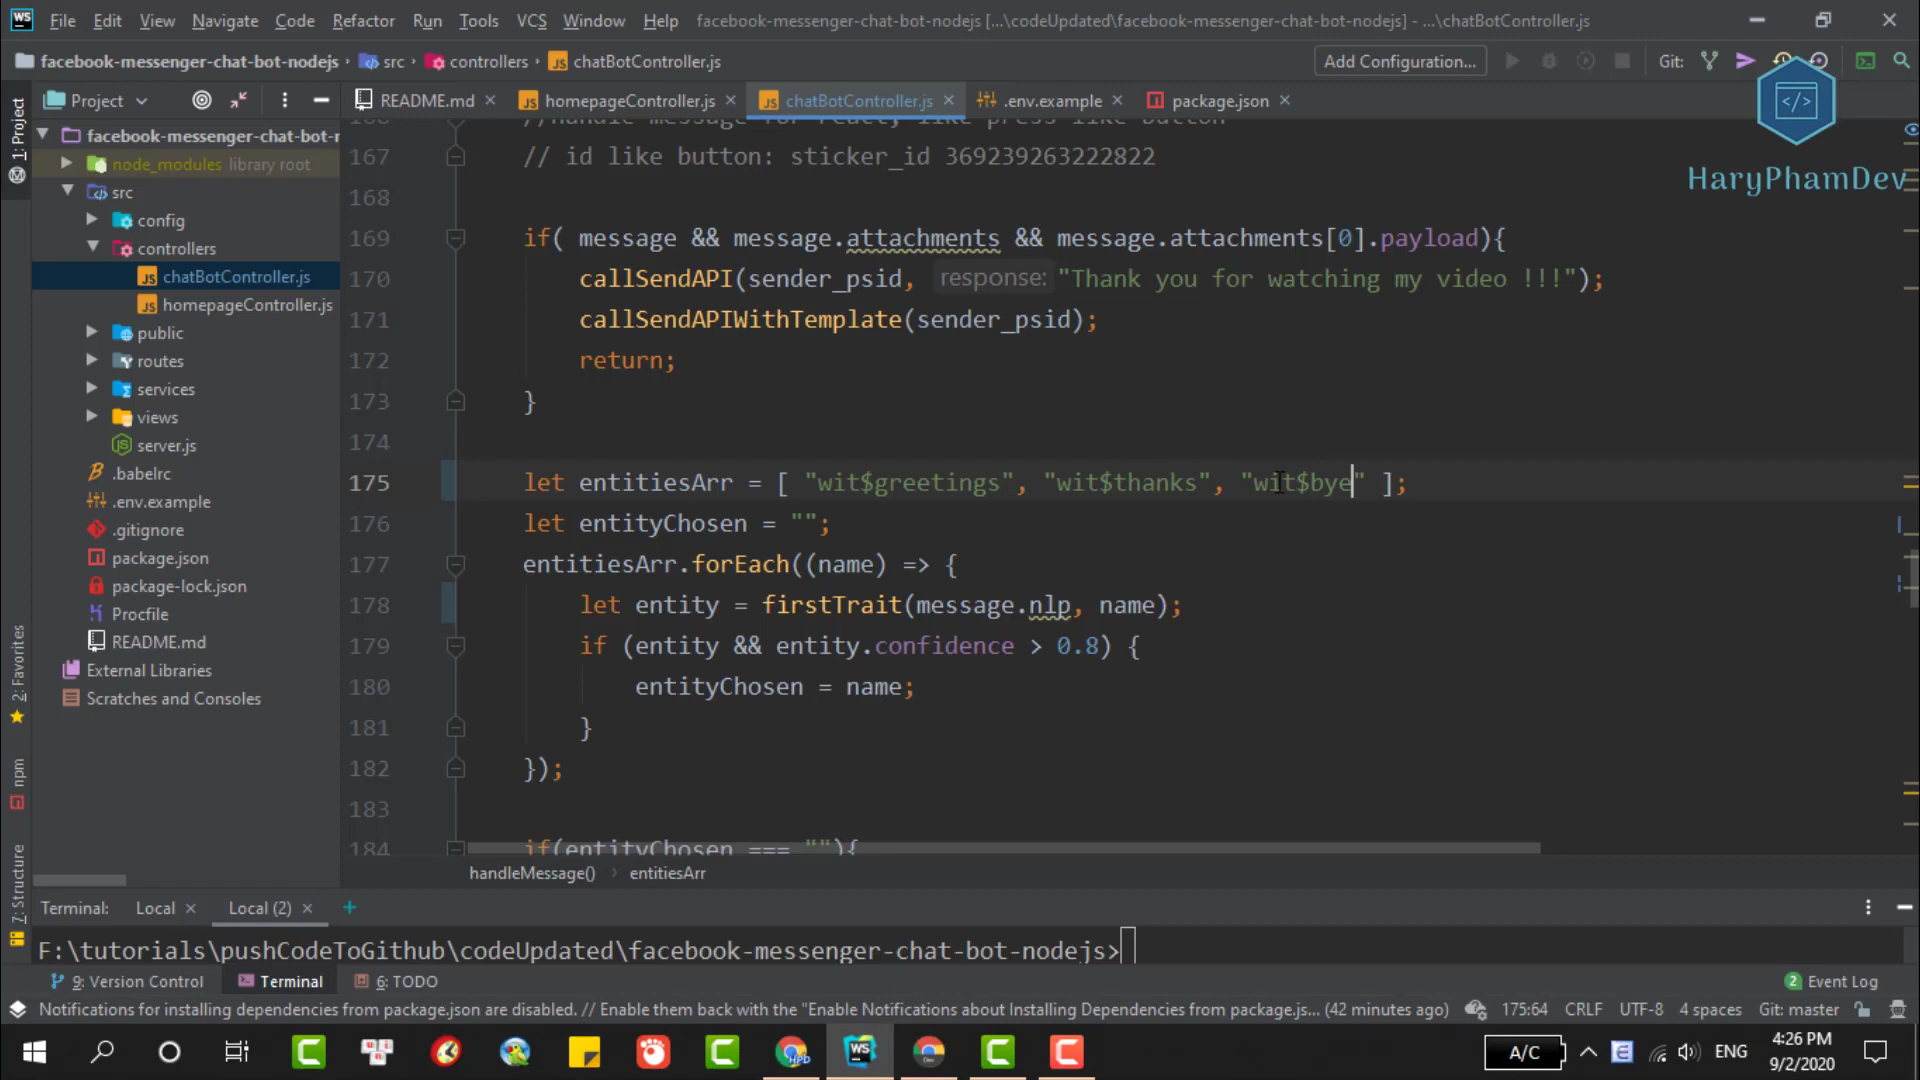 WS File Edit View Navigate Code Refactor Run Tools VCS Window Help facebook-messenger-chat-bot-nodejs [...\codeUpdated\facebook-messenger-chat-bot-nodejs] - ...\chatBotController.js
facebook-messenger-chat-bot-nodejs src controllers chatBotController.js Add Configuration... Git:
Project README.md homepageController.js chatBotController.js .env.example package.json
1: Project
facebook-messenger-chat-bot-r
node_modules library root
src
config
controllers
chatBotController.js
homepageController.js
public
routes
services
views
server.js
.babelrc
.env.example
.gitignore
package.json
package-lock.json
Procfile
README.md
External Libraries
Scratches and Consoles
2: Favorites
npm
7: Structure
</>
HaryPhamDev
166 //handle message for react, like press like button
167 // id like button: sticker_id 369239263222822
168
169 if( message && message.attachments && message.attachments[0].payload){
170 callSendAPI(sender_psid, response: "Thank you for watching my video !!!");
171 callSendAPIWithTemplate(sender_psid);
172 return;
173 }
174
175 let entitiesArr = [ "wit$greetings", "wit$thanks", "wit$bye" ];
176 let entityChosen = "";
177 entitiesArr.forEach((name) => {
178 let entity = firstTrait(message.nlp, name);
179 if (entity && entity.confidence > 0.8) {
180 entityChosen = name;
181 }
182 });
183
184 if(entityChosen === ""){
handleMessage() entitiesArr
Terminal: Local Local (2) +
F:\tutorials\pushCodeToGithub\codeUpdated\facebook-messenger-chat-bot-nodejs>
9: Version Control Terminal 6: TODO 2 Event Log
Notifications for installing dependencies from package.json are disabled. // Enable them back with the "Enable Notifications about Installing Dependencies from package.js... (42 minutes ago) 175:64 CRLF UTF-8 4 spaces Git: master
A/C ENG 4:26 PM
9/2/2020